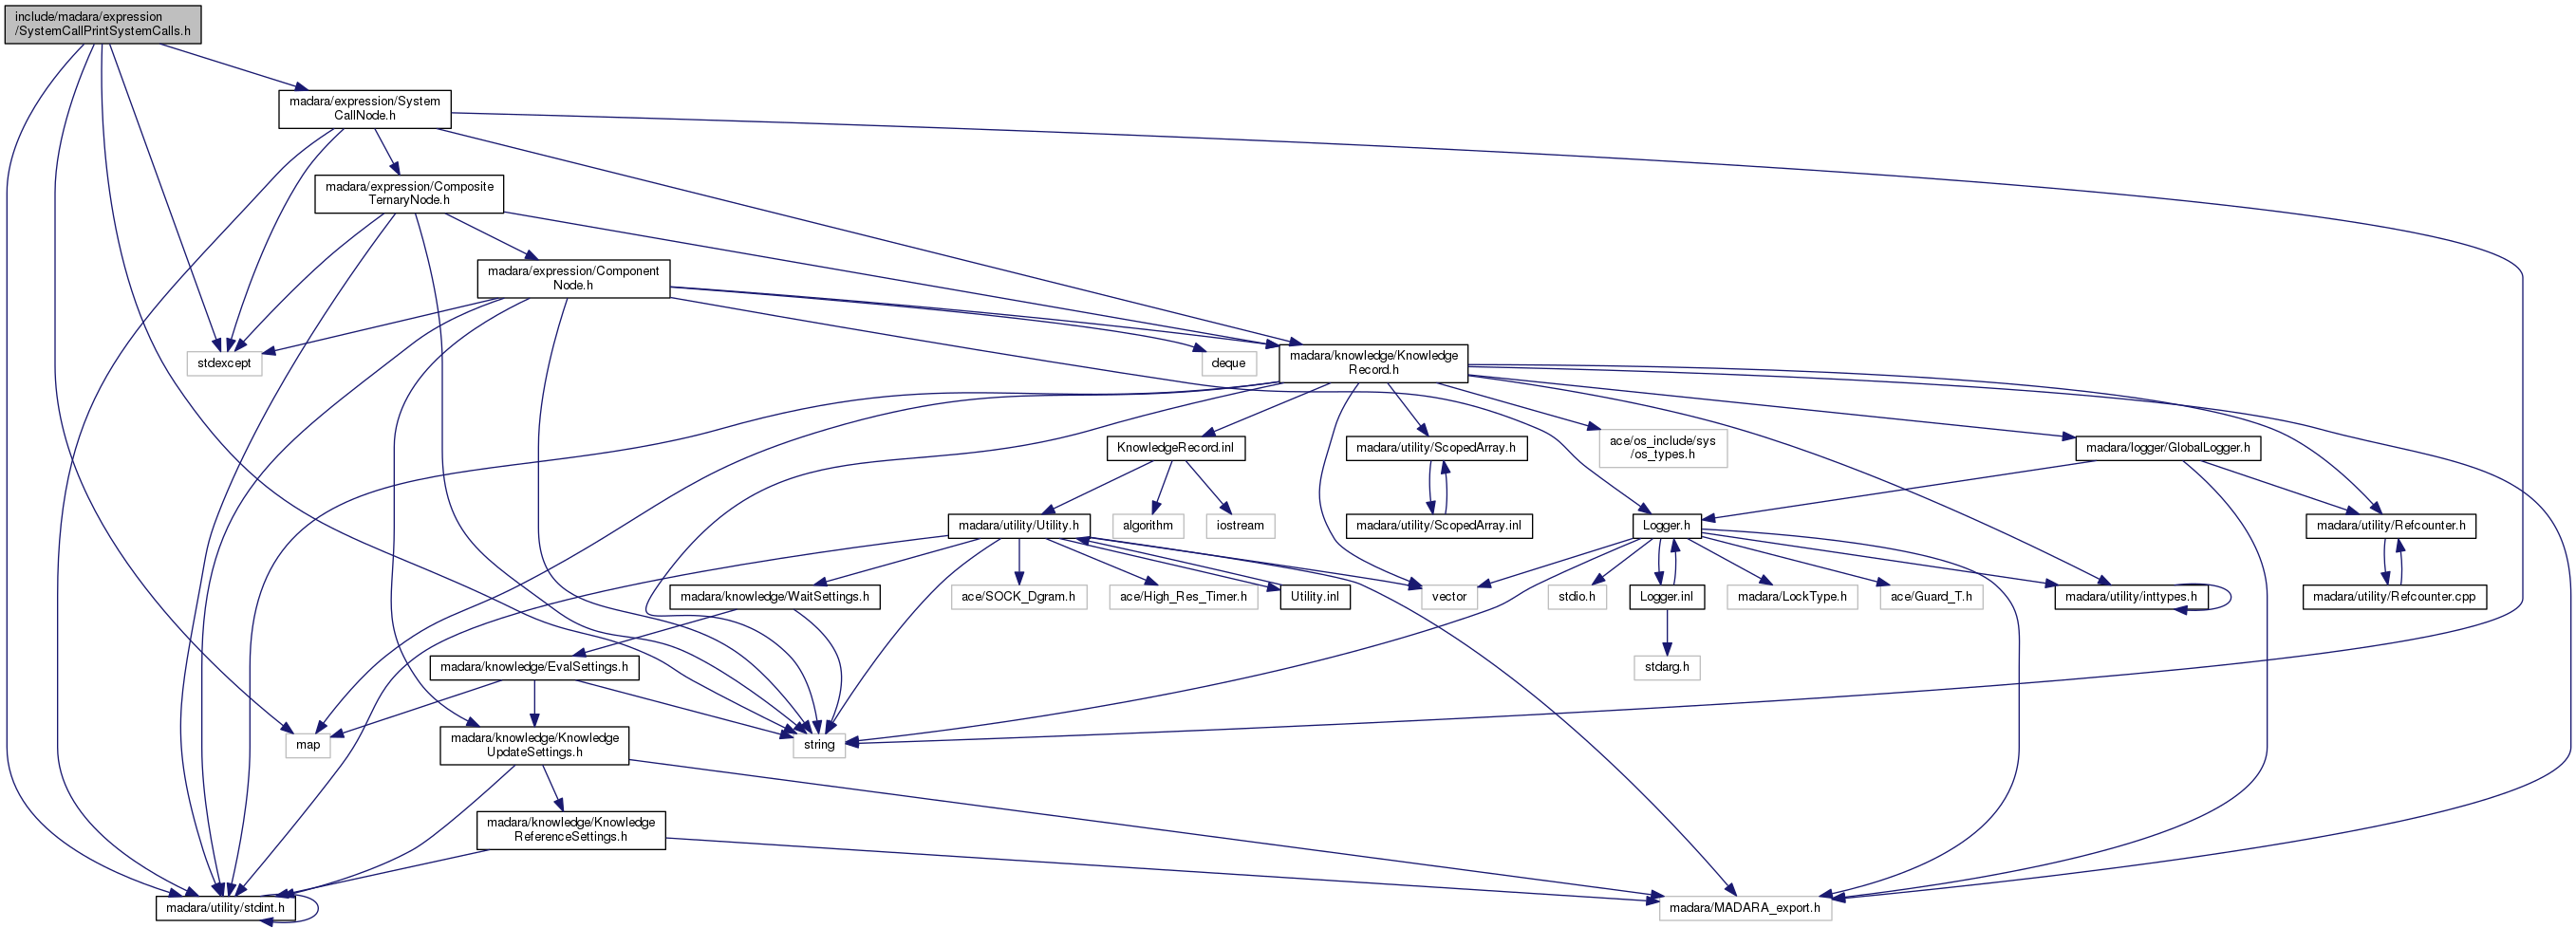 include/madara/expression
/SystemCallPrintSystemCalls.h
madara/expression/System
CallNode.h
madara/expression/Composite
TernaryNode.h
madara/expression/Component
Node.h
stdexcept
deque
madara/knowledge/Knowledge
Record.h
KnowledgeRecord.inl
madara/utility/ScopedArray.h
ace/os_include/sys
/os_types.h
madara/logger/GlobalLogger.h
madara/utility/Utility.h
algorithm
iostream
madara/utility/ScopedArray.inl
Logger.h
madara/utility/Refcounter.h
madara/knowledge/WaitSettings.h
ace/SOCK_Dgram.h
ace/High_Res_Timer.h
Utility.inl
vector
stdio.h
Logger.inl
madara/LockType.h
ace/Guard_T.h
madara/utility/inttypes.h
madara/utility/Refcounter.cpp
madara/knowledge/EvalSettings.h
stdarg.h
map
madara/knowledge/Knowledge
UpdateSettings.h
string
madara/knowledge/Knowledge
ReferenceSettings.h
madara/utility/stdint.h
madara/MADARA_export.h